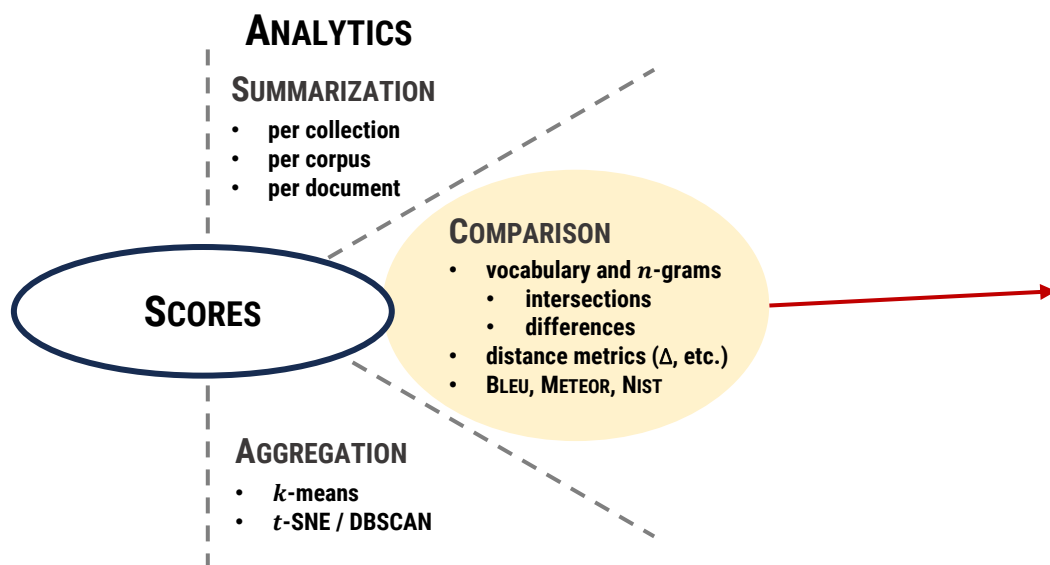 ANALYTICS
SUMMARIZATION
• per collection
• per corpus
• per document
COMPARISON
• vocabulary and n-grams
• intersections
• differences
• distance metrics (Δ, etc.)
• BLEU, METEOR, NIST
SCORES
AGGREGATION
• k-means
• t-SNE / DBSCAN